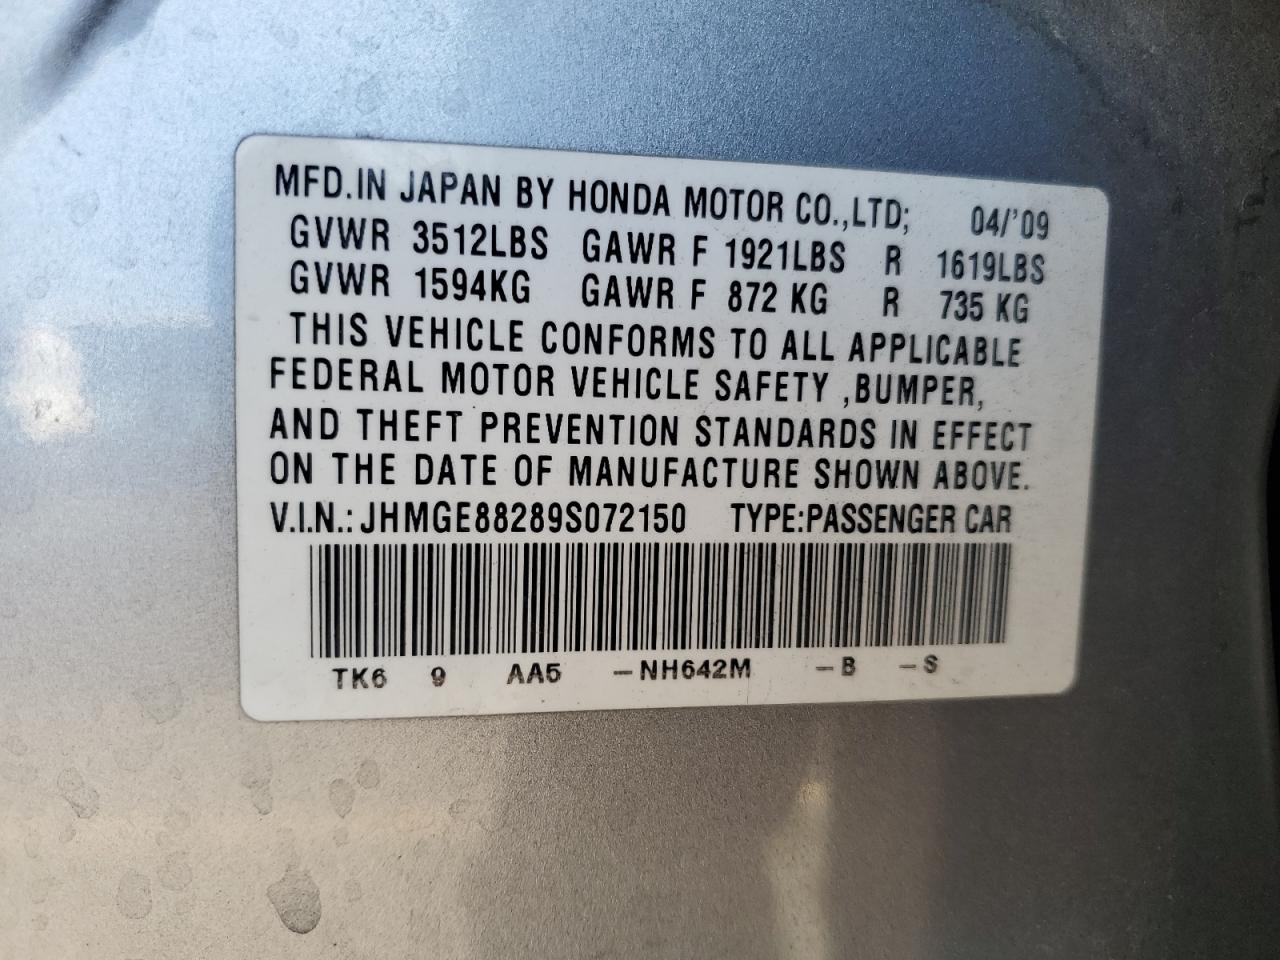 MFD.IN JAPAN BY HONDA MOTOR CO.,LTD; 04/'09
GVWR 3512LBS GAWR F 1921LBS R 1619LBS
GVWR 1594KG GAWR F 872 KG R 735 KG
THIS VEHICLE CONFORMS TO ALL APPLICABLE
FEDERAL MOTOR VEHICLE SAFETY ,BUMPER,
AND THEFT PREVENTION STANDARDS IN EFFECT
ON THE DATE OF MANUFACTURE SHOWN ABOVE.
V.I.N.: JHMGE88289S072150 TYPE:PASSENGER CAR
TK6 9 AA5 -NH642M -B -S